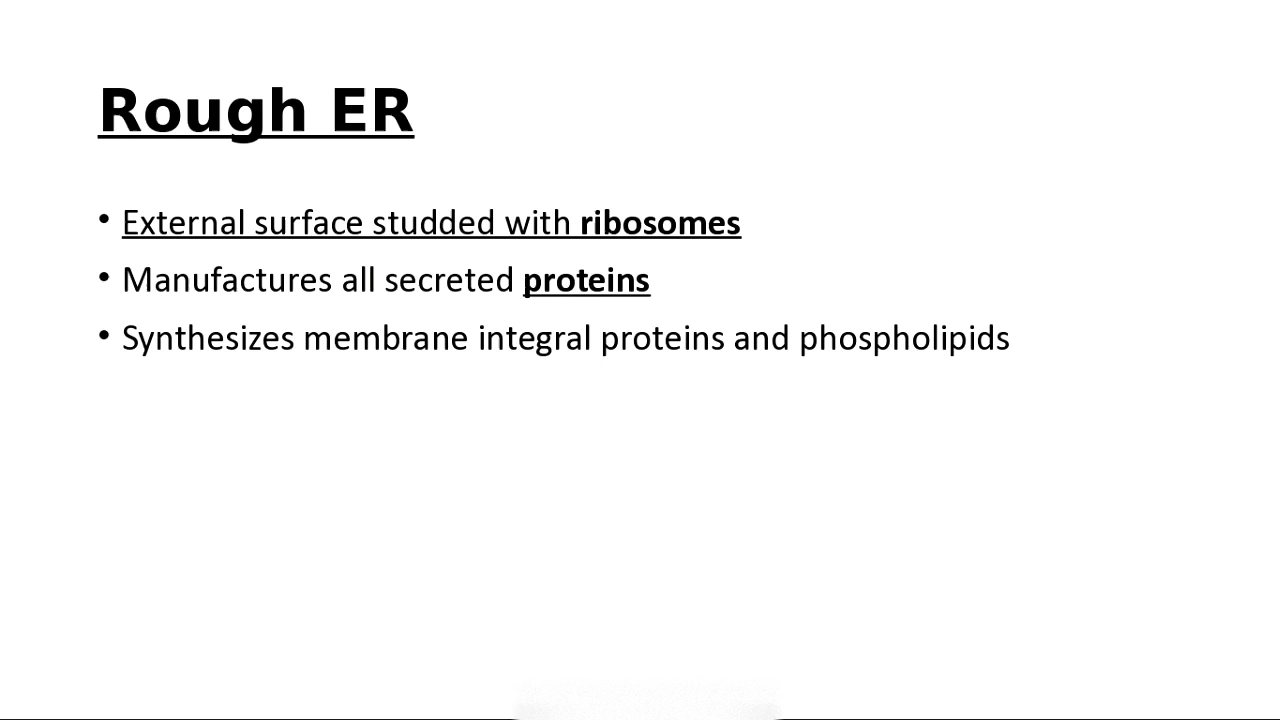 Rough ER
• External surface studded with ribosomes
• Manufactures all secreted proteins
• Synthesizes membrane integral proteins and phospholipids